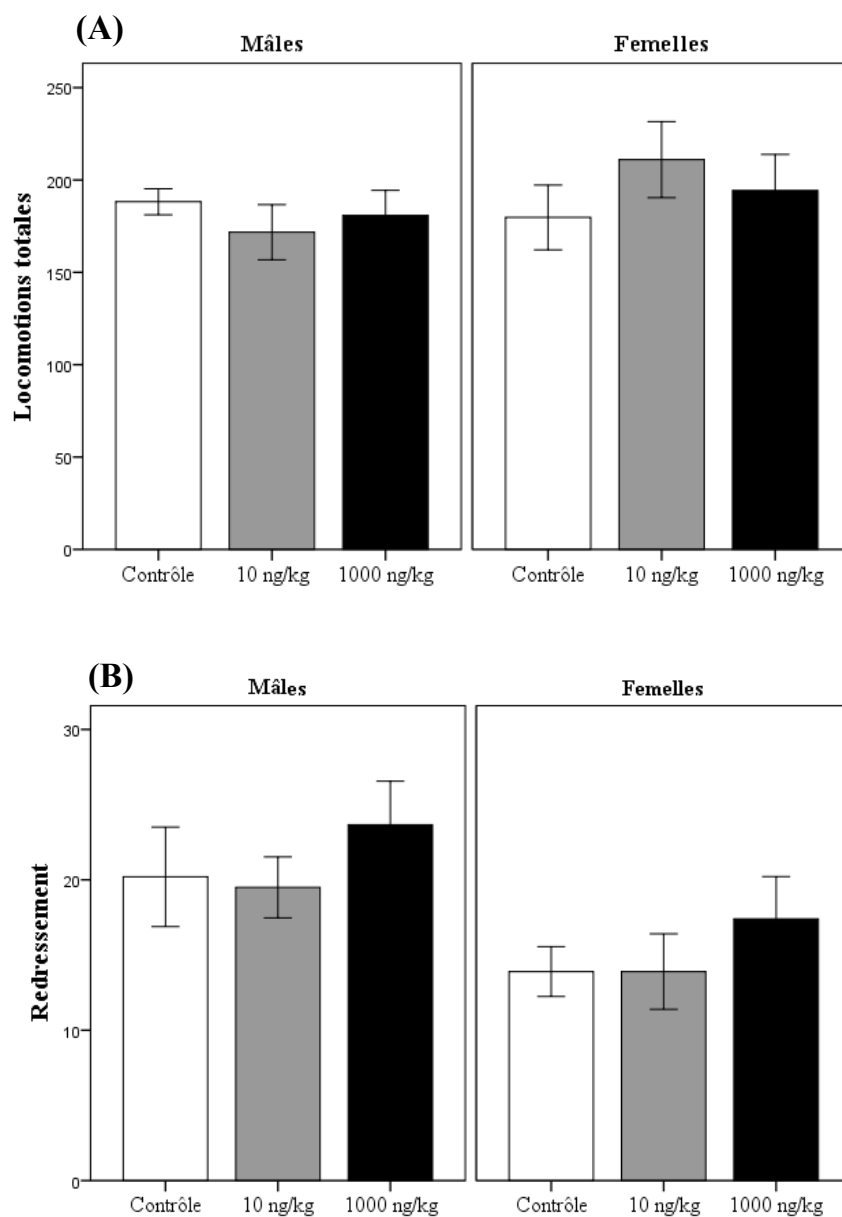 (A)
Mâles Femelles
Locomotions totales
250
200
150
100
50
0
Contrôle 10 ng/kg 1000 ng/kg Contrôle 10 ng/kg 1000 ng/kg
(B)
Mâles Femelles
Redressement
30
20
10
0
Contrôle 10 ng/kg 1000 ng/kg Contrôle 10 ng/kg 1000 ng/kg